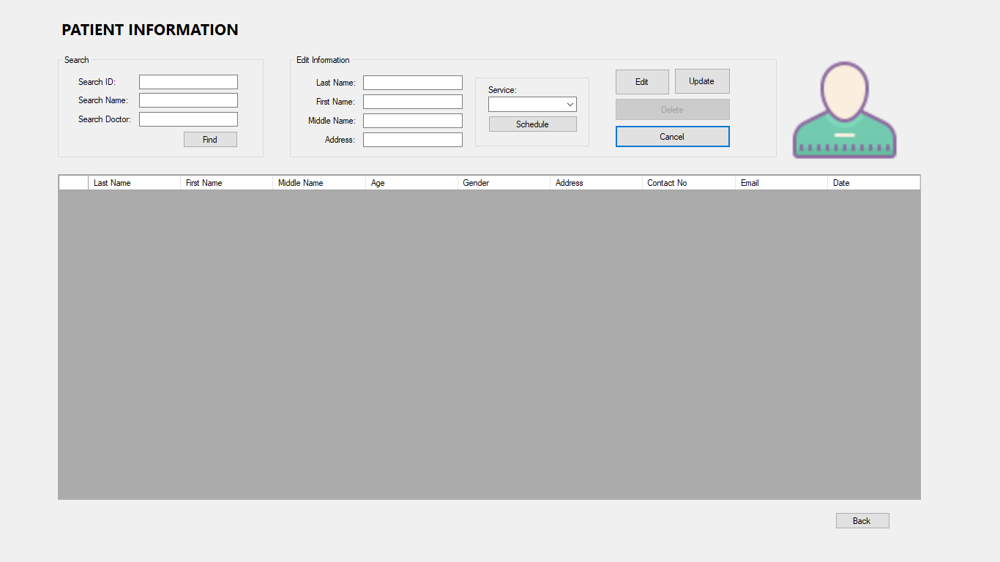 PATIENT INFORMATION
Search
Search ID:
Search Name:
Search Doctor:
Find
Edit Information
Last Name:
First Name:
Middle Name:
Address:
Service:
Schedule
Edit
Update
Delete
Cancel
Last Name First Name Middle Name Age Gender Address Contact No Email Date
Back